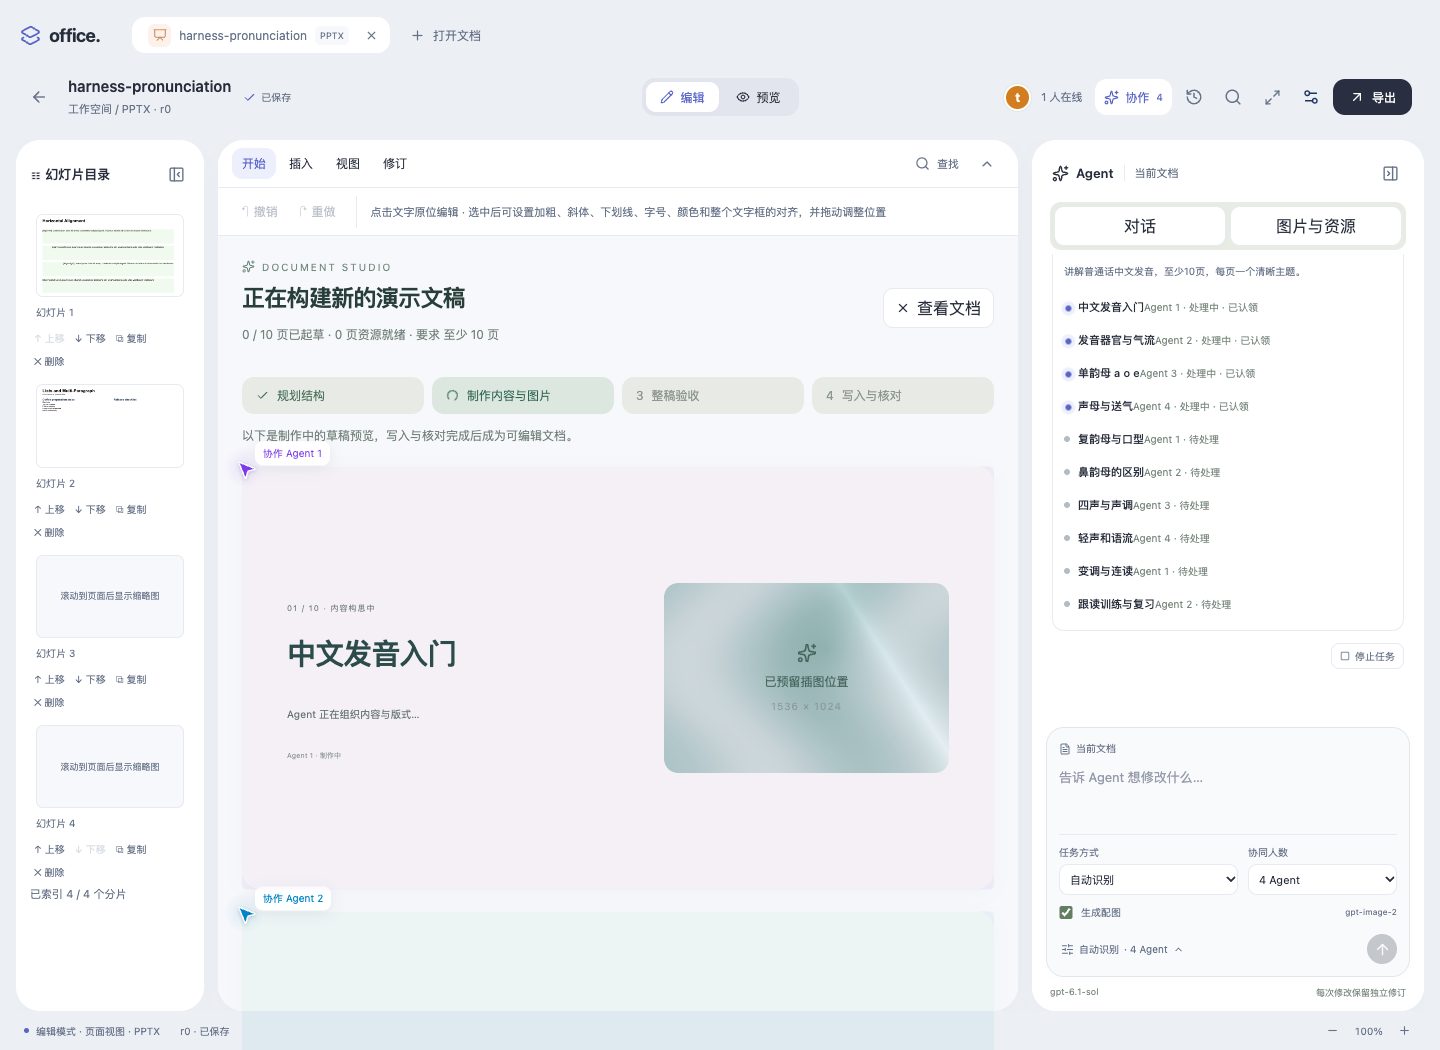 office.
harness-pronunciation PPTX
打开文档
harness-pronunciation
工作空间 / PPTX · r0
已保存
编辑
预览
t
1 人在线
协作 4
导出
幻灯片目录
Horizontal Alignment
幻灯片 1
上移 下移 复制
删除
Lists and Multi-Paragraph
幻灯片 2
上移 下移 复制
删除
滚动到页面后显示缩略图
幻灯片 3
上移 下移 复制
删除
滚动到页面后显示缩略图
幻灯片 4
上移 下移 复制
删除
已索引 4 / 4 个分片
开始 插入 视图 修订
查找
撤销 重做
点击文字原位编辑 · 选中后可设置加粗、斜体、下划线、字号、颜色和整个文字框的对齐，并拖动调整位置
DOCUMENT STUDIO
正在构建新的演示文稿
0 / 10 页已起草 · 0 页资源就绪 · 要求 至少 10 页
查看文档
规划结构
制作内容与图片
3 整稿验收
4 写入与核对
以下是制作中的草稿预览，写入与核对完成后成为可编辑文档。
协作 Agent 1
01 / 10 · 内容构思中
中文发音入门
Agent 正在组织内容与版式...
Agent 1 · 制作中
已预留插图位置
1536 × 1024
协作 Agent 2
Agent 当前文档
对话
图片与资源
讲解普通话中文发音，至少10页，每页一个清晰主题。
中文发音入门Agent 1 · 处理中 · 已认领
发音器官与气流Agent 2 · 处理中 · 已认领
单韵母 a o eAgent 3 · 处理中 · 已认领
声母与送气Agent 4 · 处理中 · 已认领
复韵母与口型Agent 1 · 待处理
鼻韵母的区别Agent 2 · 待处理
四声与声调Agent 3 · 待处理
轻声和语流Agent 4 · 待处理
变调与连读Agent 1 · 待处理
跟读训练与复习Agent 2 · 待处理
停止任务
当前文档
告诉 Agent 想修改什么...
任务方式 协同人数
自动识别 4 Agent
生成配图 gpt-image-2
自动识别 · 4 Agent
gpt-6.1-sol 每次修改保留独立修订
编辑模式 · 页面视图 · PPTX r0 · 已保存
100%